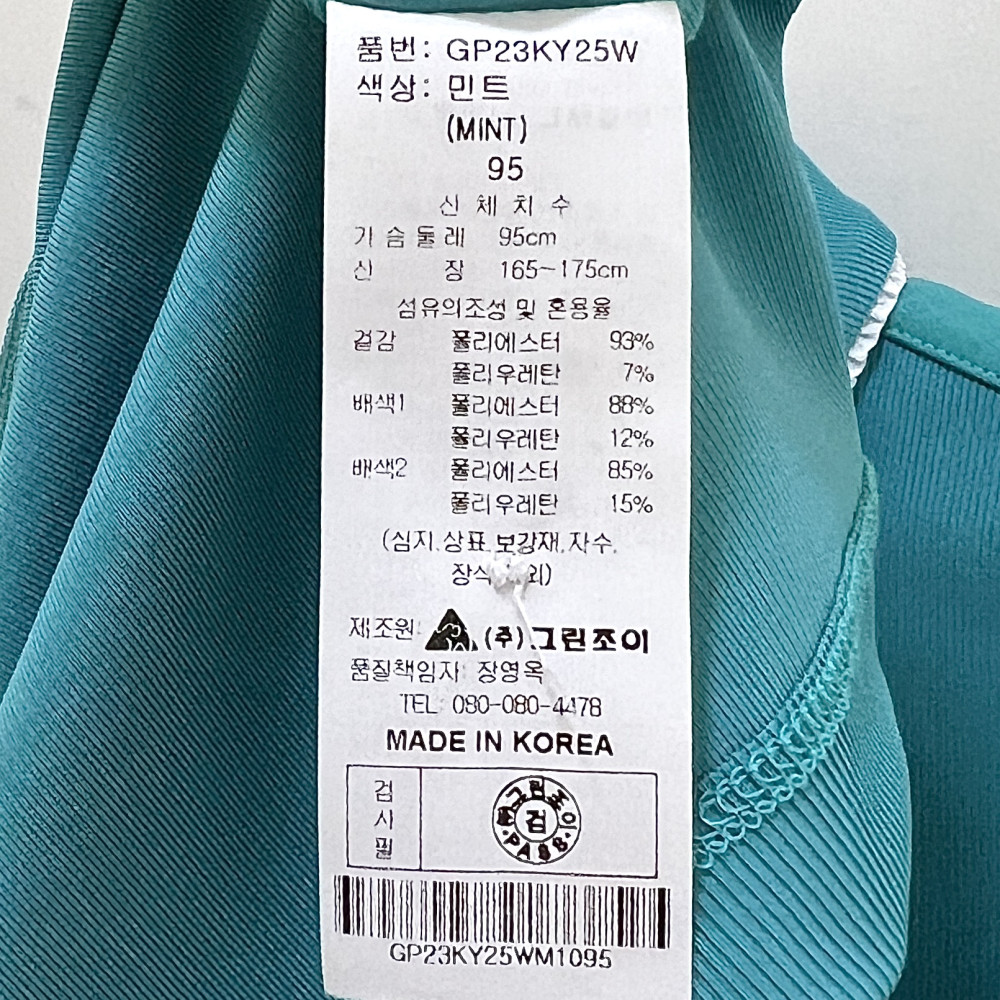 품번: GP23KY25W
색상: 민트
(MINT)
95
신 체 치 수
가 슴 둘 레 95cm
신 장 165~175cm
섬유의조성 및 혼용율
겉감 폴리에스터 93%
폴리우레탄 7%
배색1 폴리에스터 88%
폴리우레탄 12%
배색2 폴리에스터 85%
폴리우레탄 15%
(심지.상표.보강재.자수.
장식 외)
제조원: (주)그린조이
품질책임자: 장영옥
TEL: 080-080-4478
MADE IN KOREA
검
사
필
그린조이
검
PASS
GP23KY25WM1095